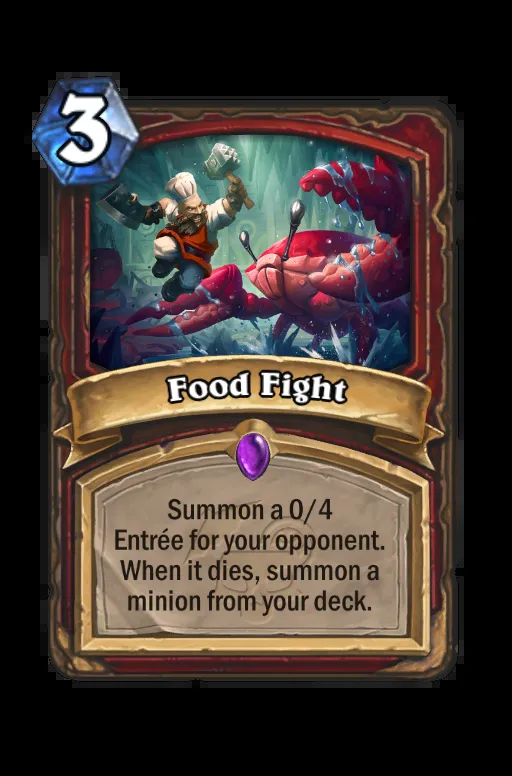 3
Food Fight
Summon a 0/4
Entrée for your opponent.
When it dies, summon a
minion from your deck.